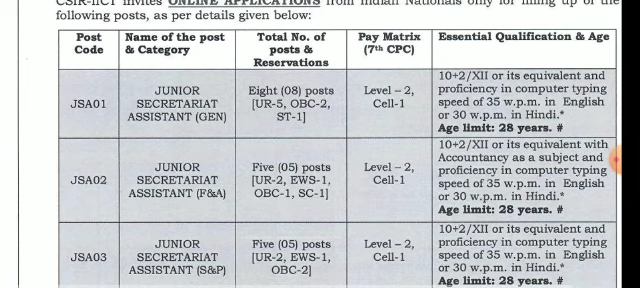 CSIR-IICT invites ONLINE APPLICATIONS from Indian Nationals only for filling up of the
following posts, as per details given below:
Post Code
Name of the post & Category
Total No. of posts & Reservations
Pay Matrix (7th CPC)
Essential Qualification & Age
JSA01
JUNIOR
SECRETARIAT
ASSISTANT (GEN)
Eight (08) posts
[UR-5, OBC-2,
ST-1]
Level – 2,
Cell-1
10+2/XII or its equivalent and
proficiency in computer typing
speed of 35 w.p.m. in English
or 30 w.p.m. in Hindi.*
Age limit: 28 years. #
JSA02
JUNIOR
SECRETARIAT
ASSISTANT (F&A)
Five (05) posts
[UR-2, EWS-1,
OBC-1, SC-1]
Level – 2,
Cell-1
10+2/XII or its equivalent with
Accountancy as a subject and
proficiency in computer typing
speed of 35 w.p.m. in English
or 30 w.p.m. in Hindi.*
Age limit: 28 years. #
JSA03
JUNIOR
SECRETARIAT
ASSISTANT (S&P)
Five (05) posts
[UR-2, EWS-1,
OBC-2]
Level – 2,
Cell-1
10+2/XII or its equivalent and
proficiency in computer typing
speed of 35 w.p.m. in English
or 30 w.p.m. in Hindi.*
Age limit: 28 years. #